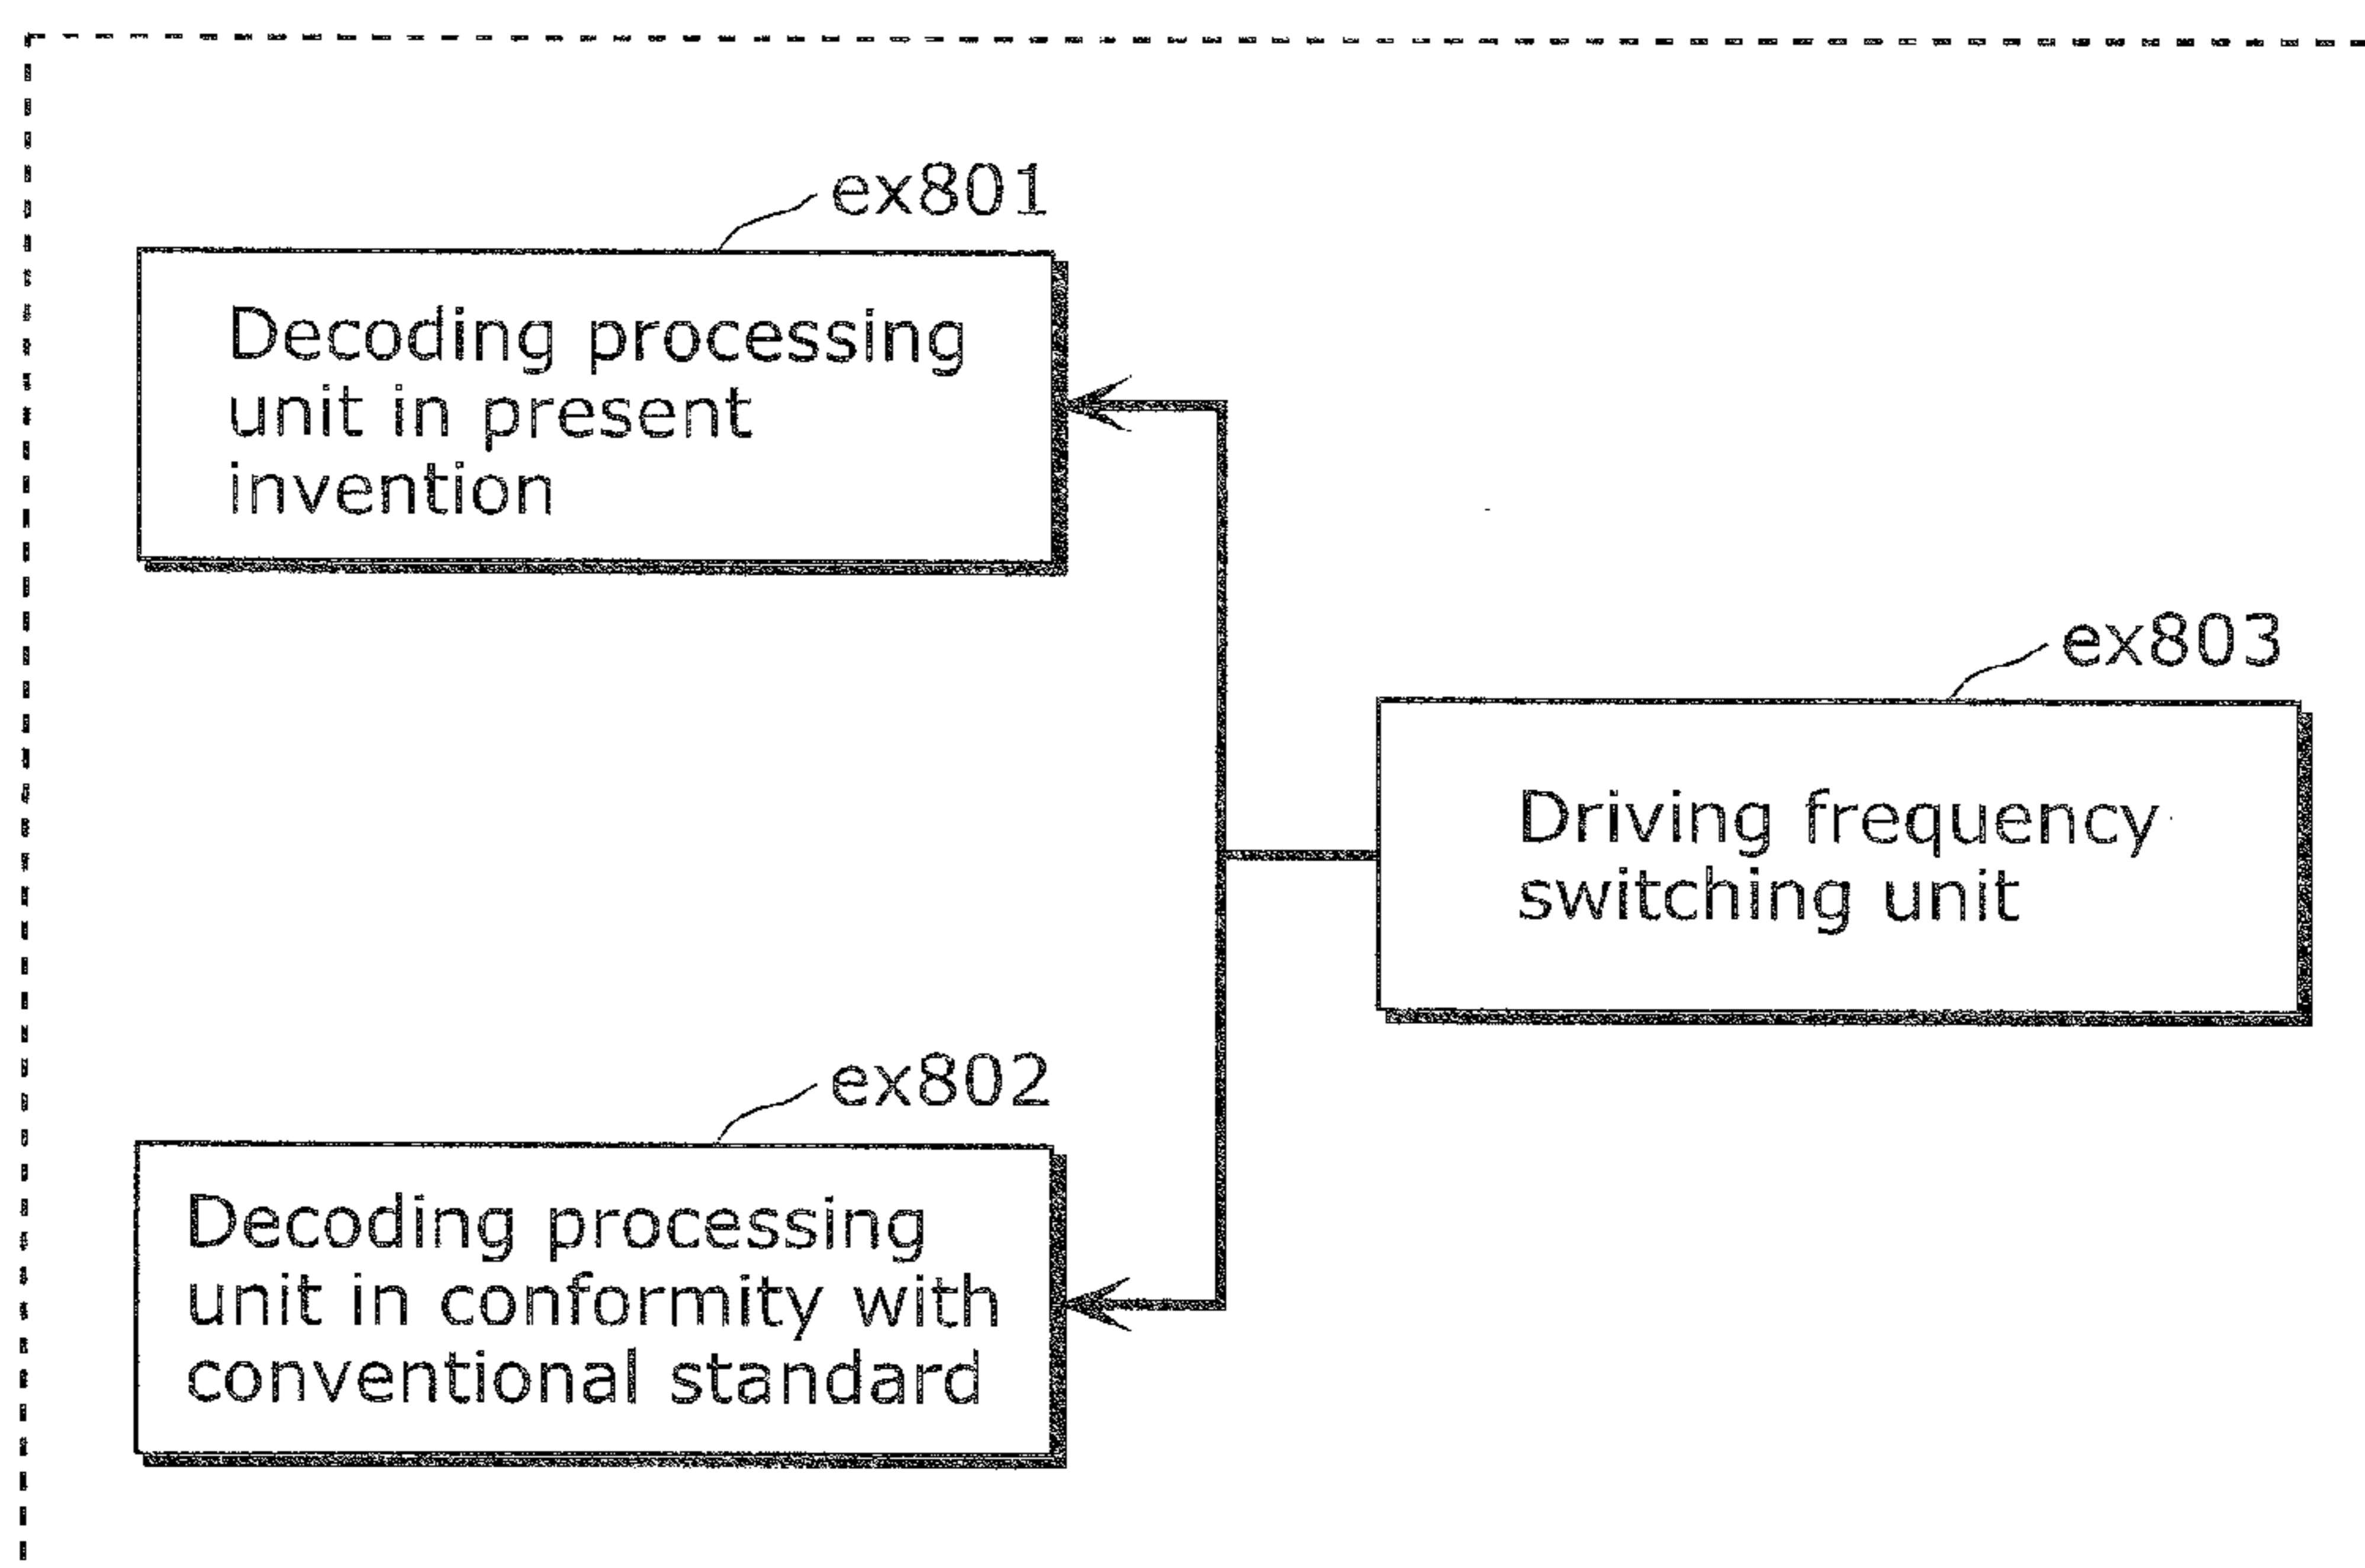 ex801
Decoding processing
unit in present
invention
ex803
Driving frequency
switching unit
ex802
Decoding processing
unit in conformity with
conventional standard